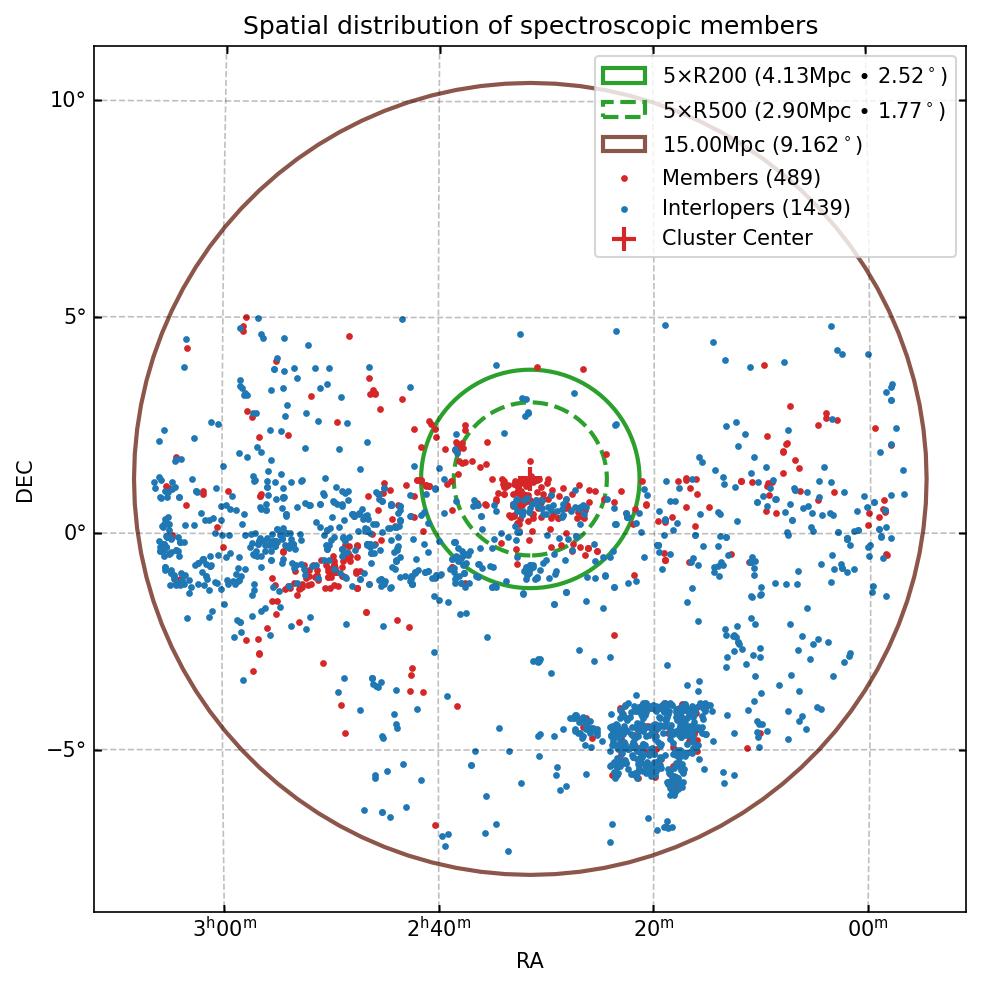 Spatial distribution of spectroscopic members
5×R200 (4.13Mpc • 2.52°)
5×R500 (2.90Mpc • 1.77°)
15.00Mpc (9.162°)
Members (489)
Interlopers (1439)
Cluster Center
10°
5°
0°
−5°
DEC
3ʰ00ᵐ 2ʰ40ᵐ 20ᵐ 00ᵐ
RA